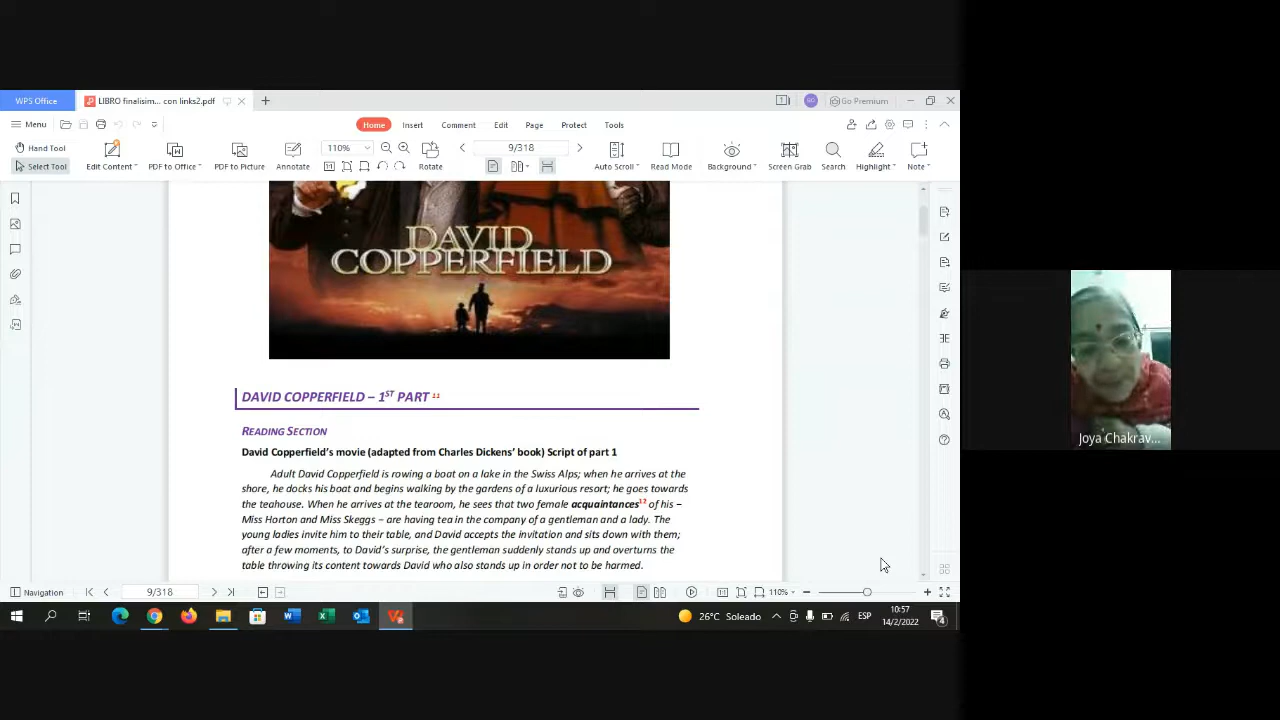 WPS Office
LIBRO finalisim... con links2.pdf
Go Premium
Menu
Home Insert Comment Edit Page Protect Tools
Hand Tool
110%
9/318
Select Tool
Edit Content
PDF to Office
PDF to Picture
Annotate
Rotate
Auto Scroll
Read Mode
Background
Screen Grab
Search
Highlight
Note
DAVID
COPPERFIELD
DAVID COPPERFIELD – 1ST PART 11
READING SECTION
David Copperfield's movie (adapted from Charles Dickens' book) Script of part 1
Adult David Copperfield is rowing a boat on a lake in the Swiss Alps; when he arrives at the
shore, he docks his boat and begins walking by the gardens of a luxurious resort; he goes towards
the teahouse. When he arrives at the tearoom, he sees that two female acquaintances12 of his –
Miss Horton and Miss Skeggs – are having tea in the company of a gentleman and a lady. The
young ladies invite him to their table, and David accepts the invitation and sits down with them;
after a few moments, to David's surprise, the gentleman suddenly stands up and overturns the
table throwing its content towards David who also stands up in order not to be harmed.
Joya Chakrav...
Navigation
9/318
110%
26°C Soleado
ESP
10:57
14/2/2022
4